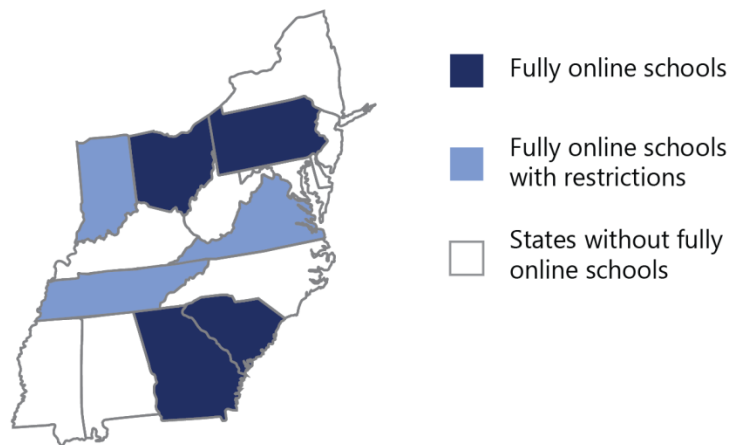 Fully online schools
Fully online schools
with restrictions
States without fully
online schools